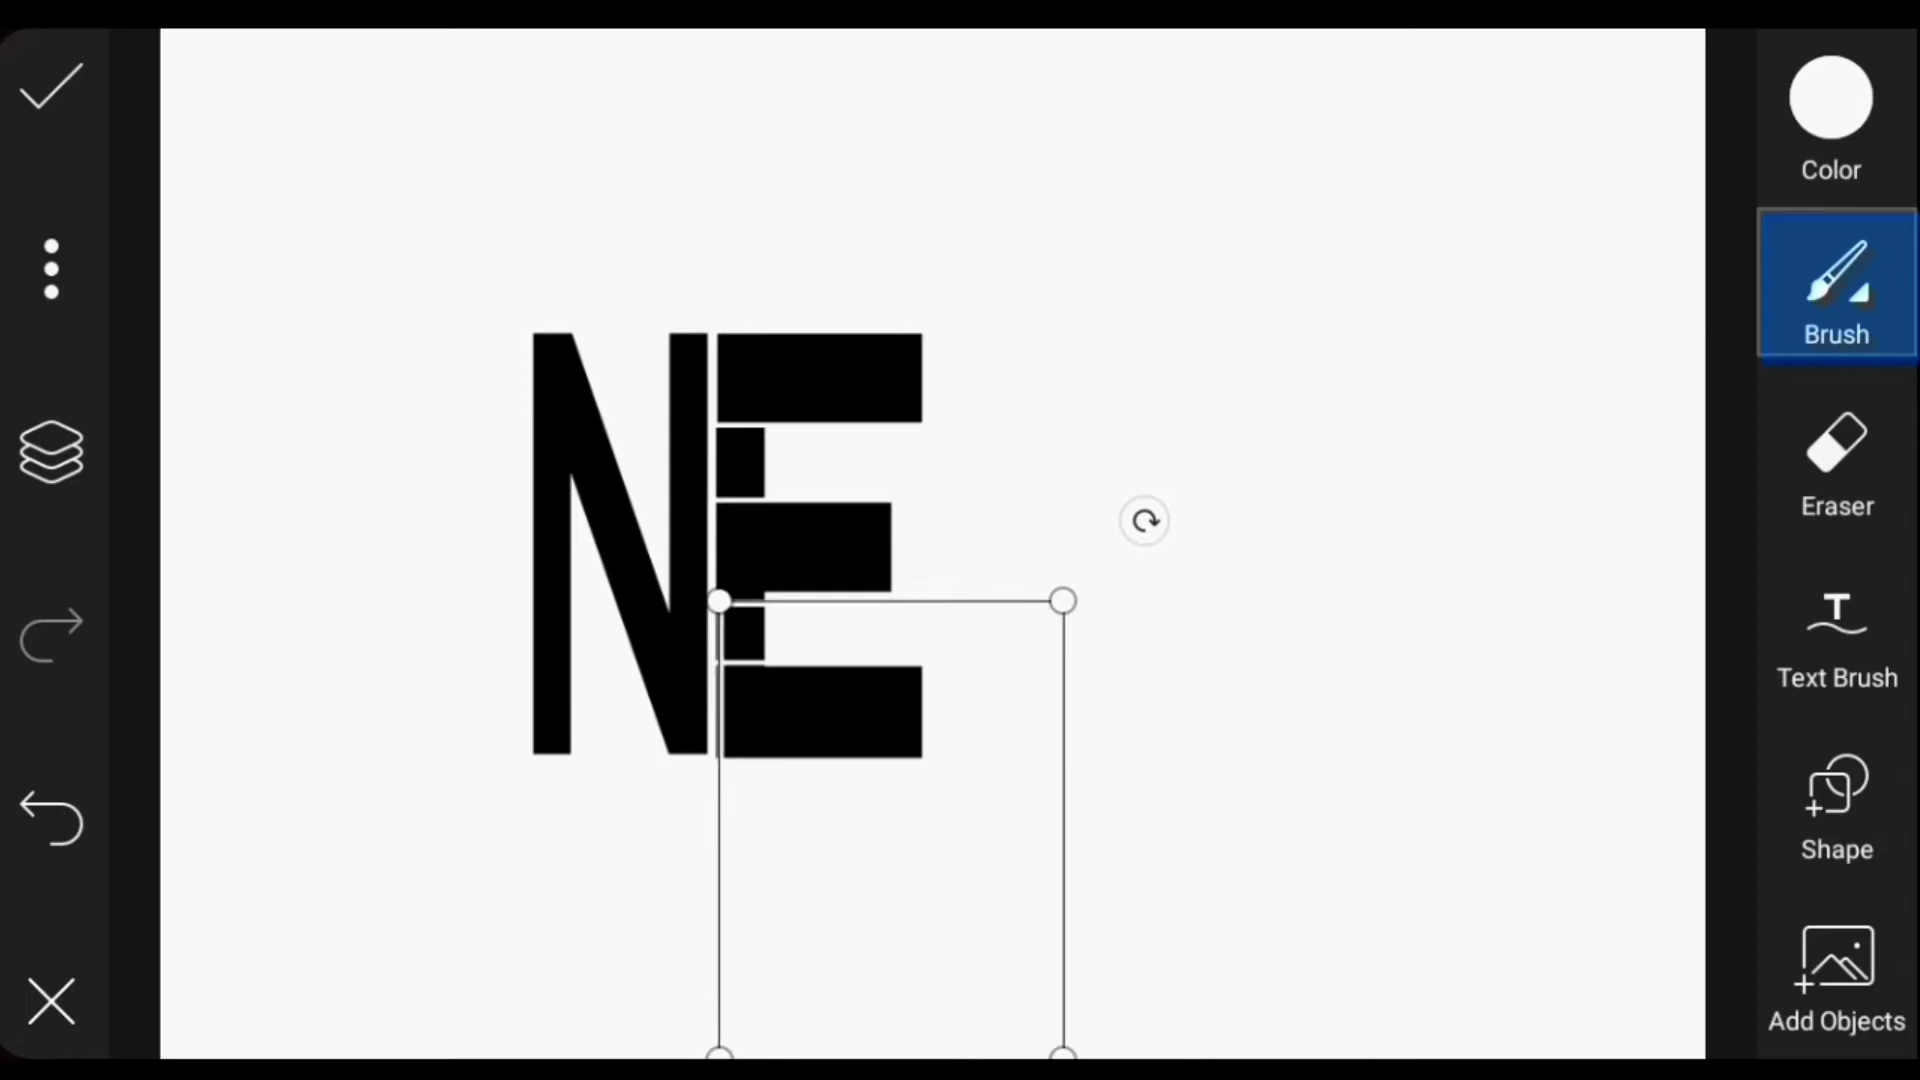 Color
Brush
Eraser
T
Text Brush
Shape
Add Objects
NE